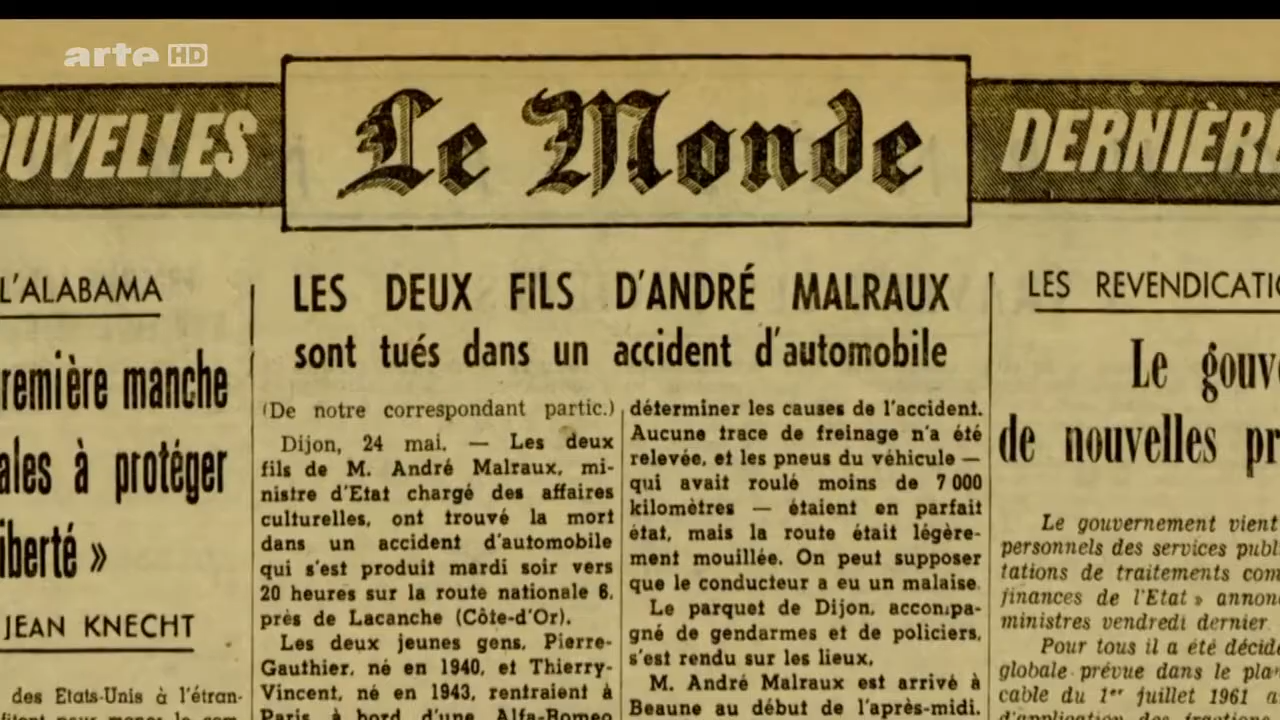 arte HD
OUVELLES
Le Monde
DERNIÈRE
L'ALABAMA
remière manche
ales à protéger
iberté »
JEAN KNECHT
des Etats-Unis à l'étran-
LES DEUX FILS D'ANDRÉ MALRAUX
sont tués dans un accident d'automobile
(De notre correspondant partic.)
Dijon, 24 mai. — Les deux
fils de M. André Malraux, mi-
nistre d'Etat chargé des affaires
culturelles, ont trouvé la mort
dans un accident d'automobile
qui s'est produit mardi soir vers
20 heures sur la route nationale 6,
près de Lacanche (Côte-d'Or).
Les deux jeunes gens, Pierre-
Gauthier, né en 1940, et Thierry-
Vincent, né en 1943, rentraient à
Paris à bord d'une Alfa-Romeo
déterminer les causes de l'accident.
Aucune trace de freinage n'a été
relevée, et les pneus du véhicule —
qui avait roulé moins de 7 000
kilomètres — étaient en parfait
état, mais la route était légère-
ment mouillée. On peut supposer
que le conducteur a eu un malaise.
Le parquet de Dijon, accompa-
gné de gendarmes et de policiers,
s'est rendu sur les lieux.
M. André Malraux est arrivé à
Beaune au début de l'après-midi.
LES REVENDICATIO
Le gouve
de nouvelles pr
Le gouvernement vient
personnels des services publi
tations de traitements com
finances de l'Etat » annon
ministres vendredi dernier.
Pour tous il a été décidé
globale prévue dans le plan
cable du 1er juillet 1961 a